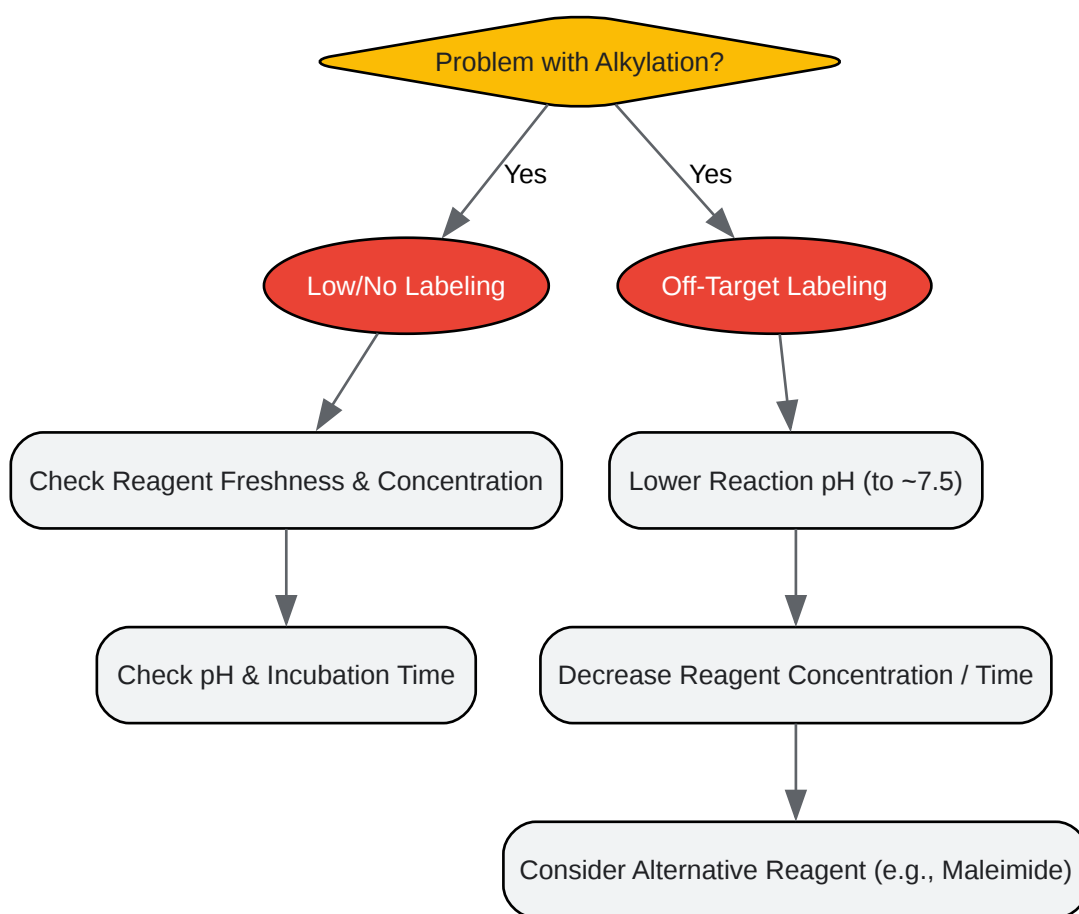 Problem with Alkylation?
Yes
Yes
Low/No Labeling
Off-Target Labeling
Check Reagent Freshness & Concentration
Lower Reaction pH (to ~7.5)
Check pH & Incubation Time
Decrease Reagent Concentration / Time
Consider Alternative Reagent (e.g., Maleimide)